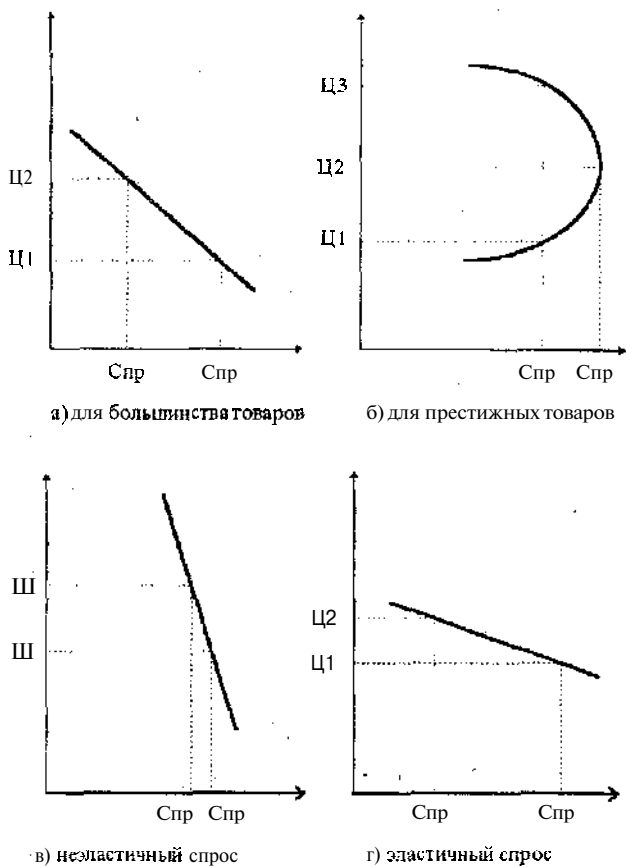 Ц3
Ц2
Ц2
Ц1
Ц1
Спр Спр
Спр Спр
а) для большинства товаров
б) для престижных товаров
Ш
Ц2
Ш
Ц1
Спр Спр
Спр Спр
в) неэластичный спрос
г) эластичный спрос